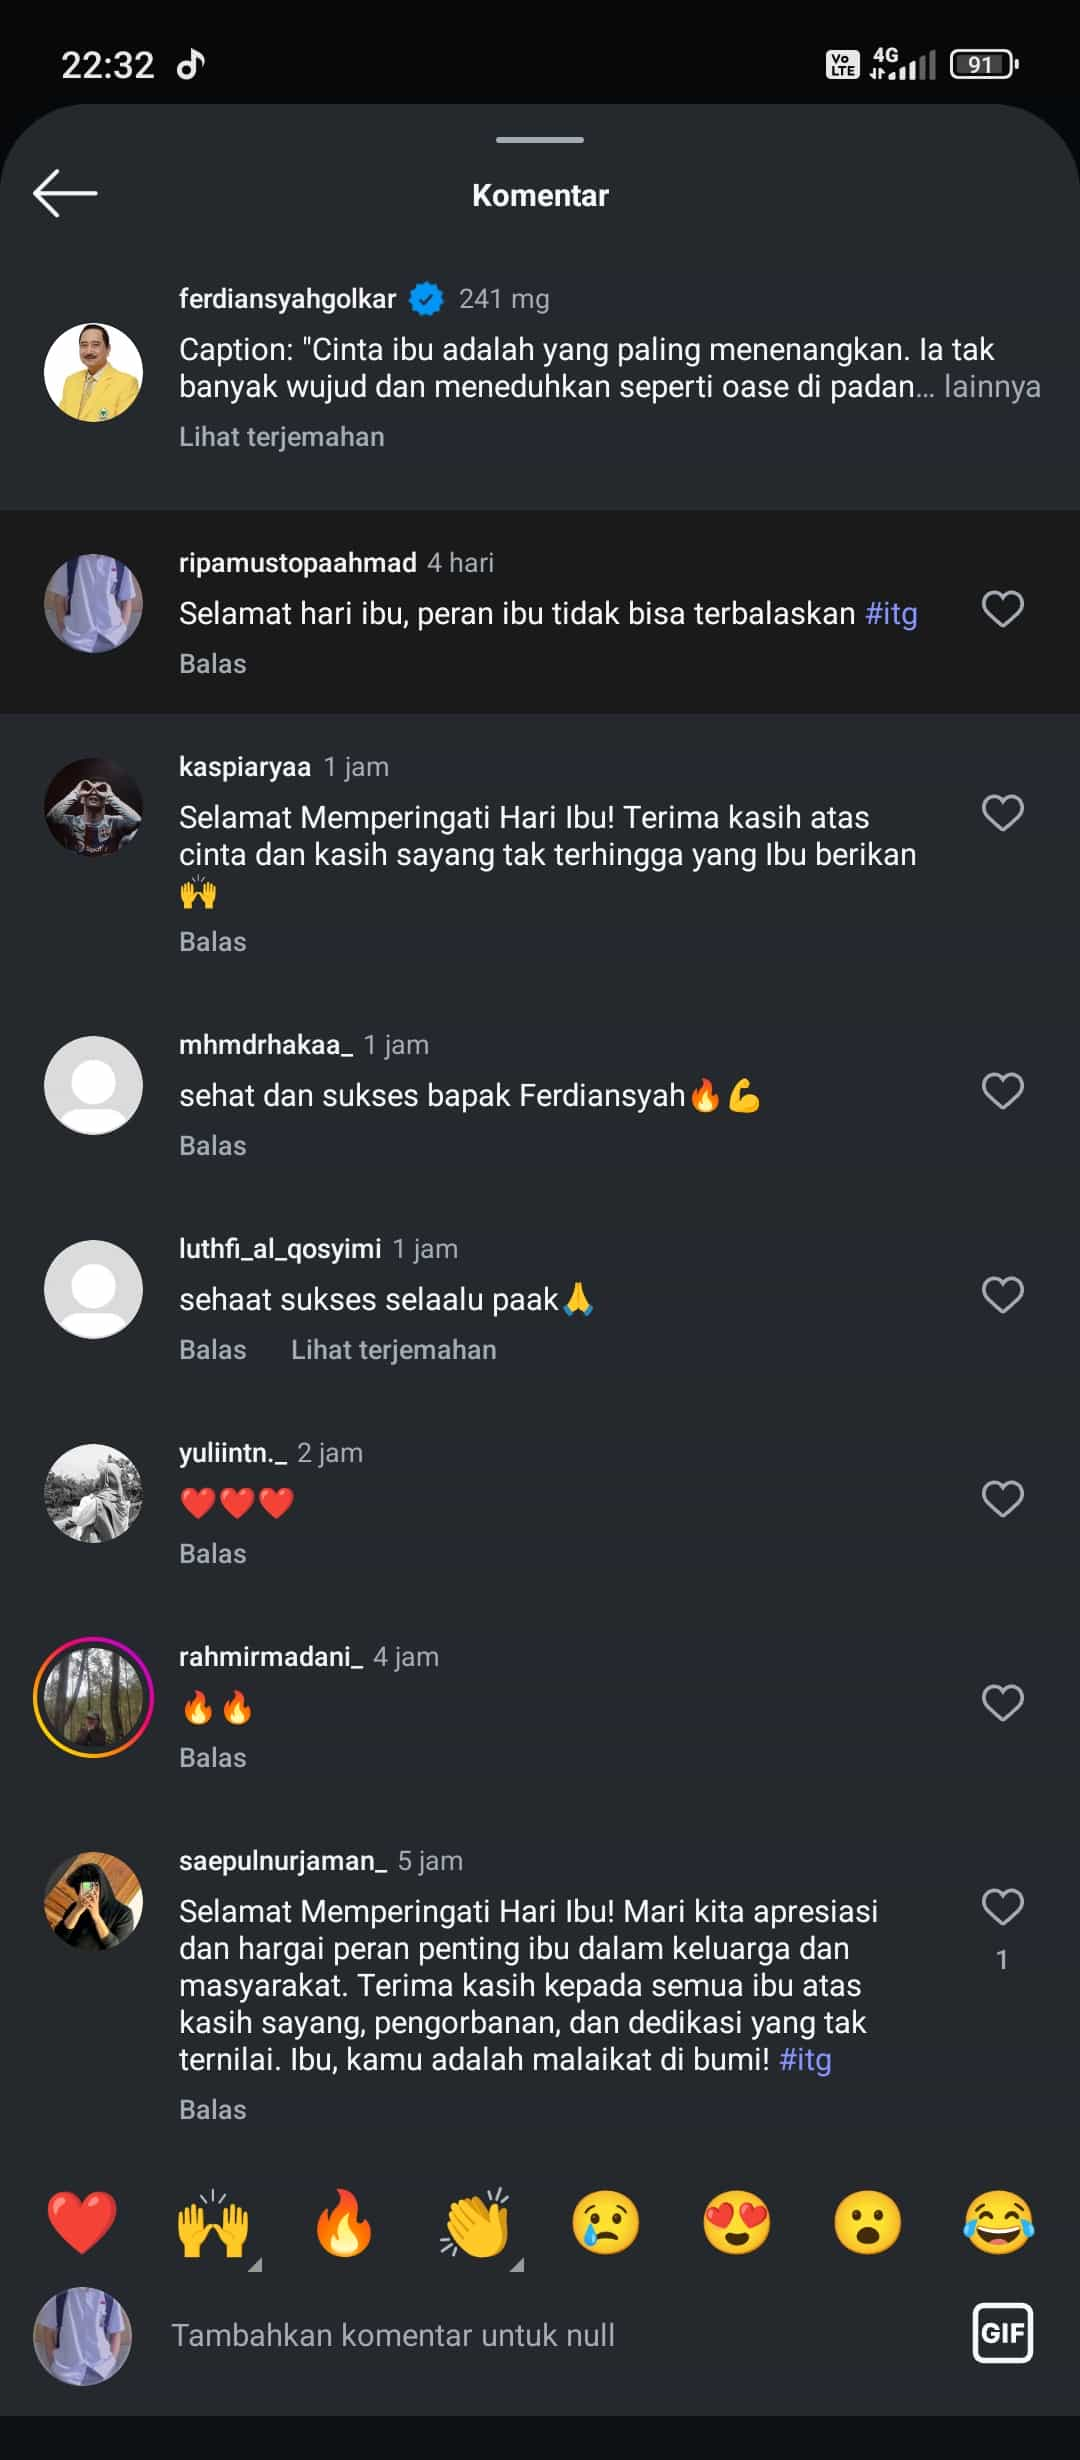 22:32
Vo LTE 4G 91
Komentar
ferdiansyahgolkar 241 mg
Caption: "Cinta ibu adalah yang paling menenangkan. Ia tak
banyak wujud dan meneduhkan seperti oase di padan... lainnya
Lihat terjemahan
ripamustopaahmad 4 hari
Selamat hari ibu, peran ibu tidak bisa terbalaskan #itg
Balas
kaspiaryaa 1 jam
Selamat Memperingati Hari Ibu! Terima kasih atas
cinta dan kasih sayang tak terhingga yang Ibu berikan
🙌
Balas
mhmdrhakaa_ 1 jam
sehat dan sukses bapak Ferdiansyah🔥💪
Balas
luthfi_al_qosyimi 1 jam
sehaat sukses selaalu paak🙏
Balas Lihat terjemahan
yuliintn._ 2 jam
❤️❤️❤️
Balas
rahmirmadani_ 4 jam
🔥🔥
Balas
saepulnurjaman_ 5 jam
Selamat Memperingati Hari Ibu! Mari kita apresiasi
dan hargai peran penting ibu dalam keluarga dan
masyarakat. Terima kasih kepada semua ibu atas
kasih sayang, pengorbanan, dan dedikasi yang tak
ternilai. Ibu, kamu adalah malaikat di bumi! #itg
1
Balas
❤️🙌🔥👏😢😍😮😂
Tambahkan komentar untuk null
GIF